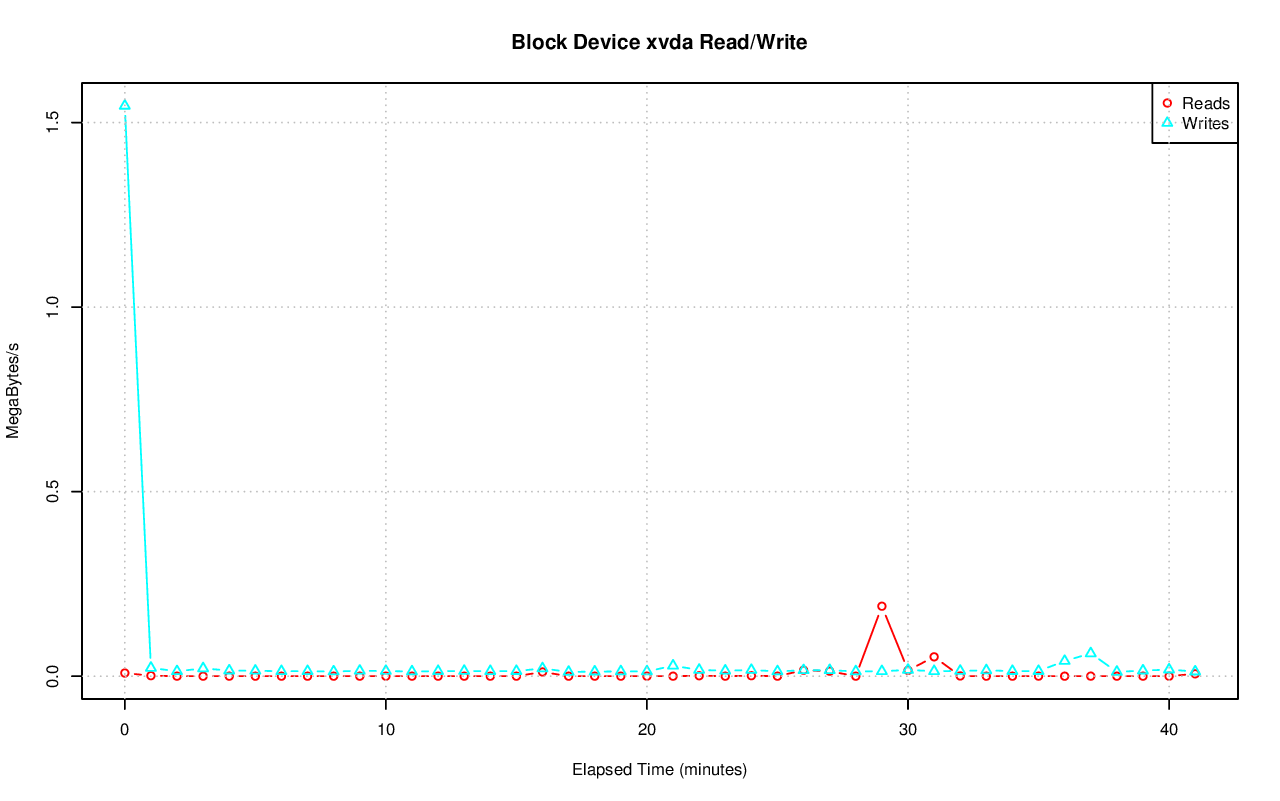 Block Device xvda Read/Write
Reads
Writes
MegaBytes/s
1.5
1.0
0.5
0.0
0 10 20 30 40
Elapsed Time (minutes)